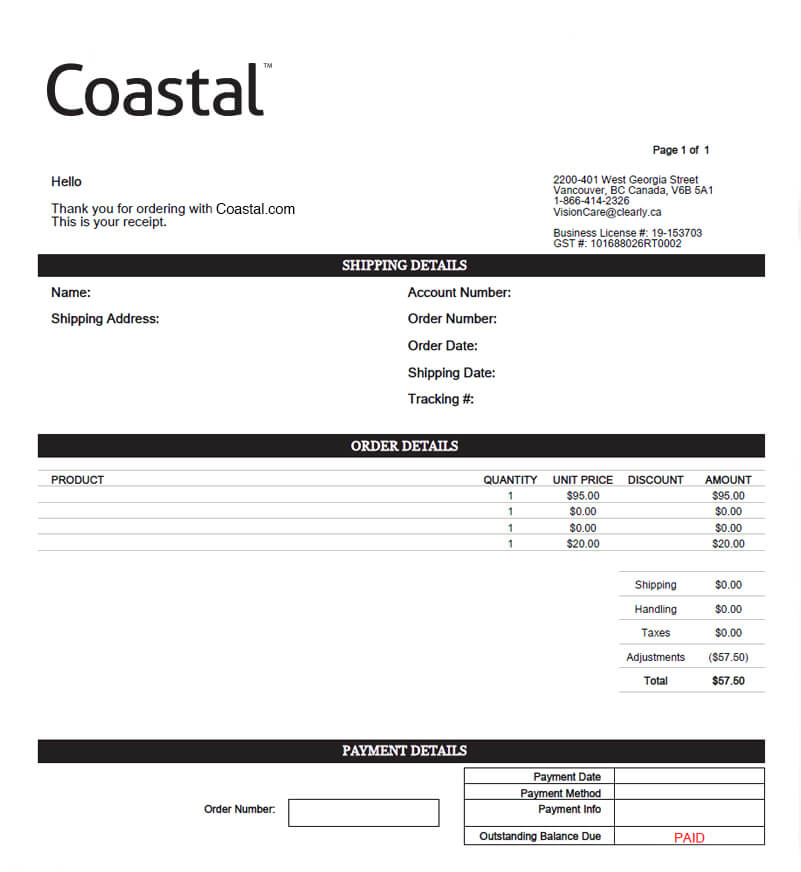 Coastal™
Page 1 of 1
Hello
Thank you for ordering with Coastal.com
This is your receipt.
2200-401 West Georgia Street
Vancouver, BC Canada, V6B 5A1
1-866-414-2326
VisionCare@clearly.ca
Business License #: 19-153703
GST #: 101688026RT0002
SHIPPING DETAILS
Name:
Shipping Address:
Account Number:
Order Number:
Order Date:
Shipping Date:
Tracking #:
ORDER DETAILS
PRODUCT QUANTITY UNIT PRICE DISCOUNT AMOUNT
1 $95.00 $95.00
1 $0.00 $0.00
1 $0.00 $0.00
1 $20.00 $20.00
Shipping $0.00
Handling $0.00
Taxes $0.00
Adjustments ($57.50)
Total $57.50
PAYMENT DETAILS
Order Number:
Payment Date
Payment Method
Payment Info
Outstanding Balance Due PAID